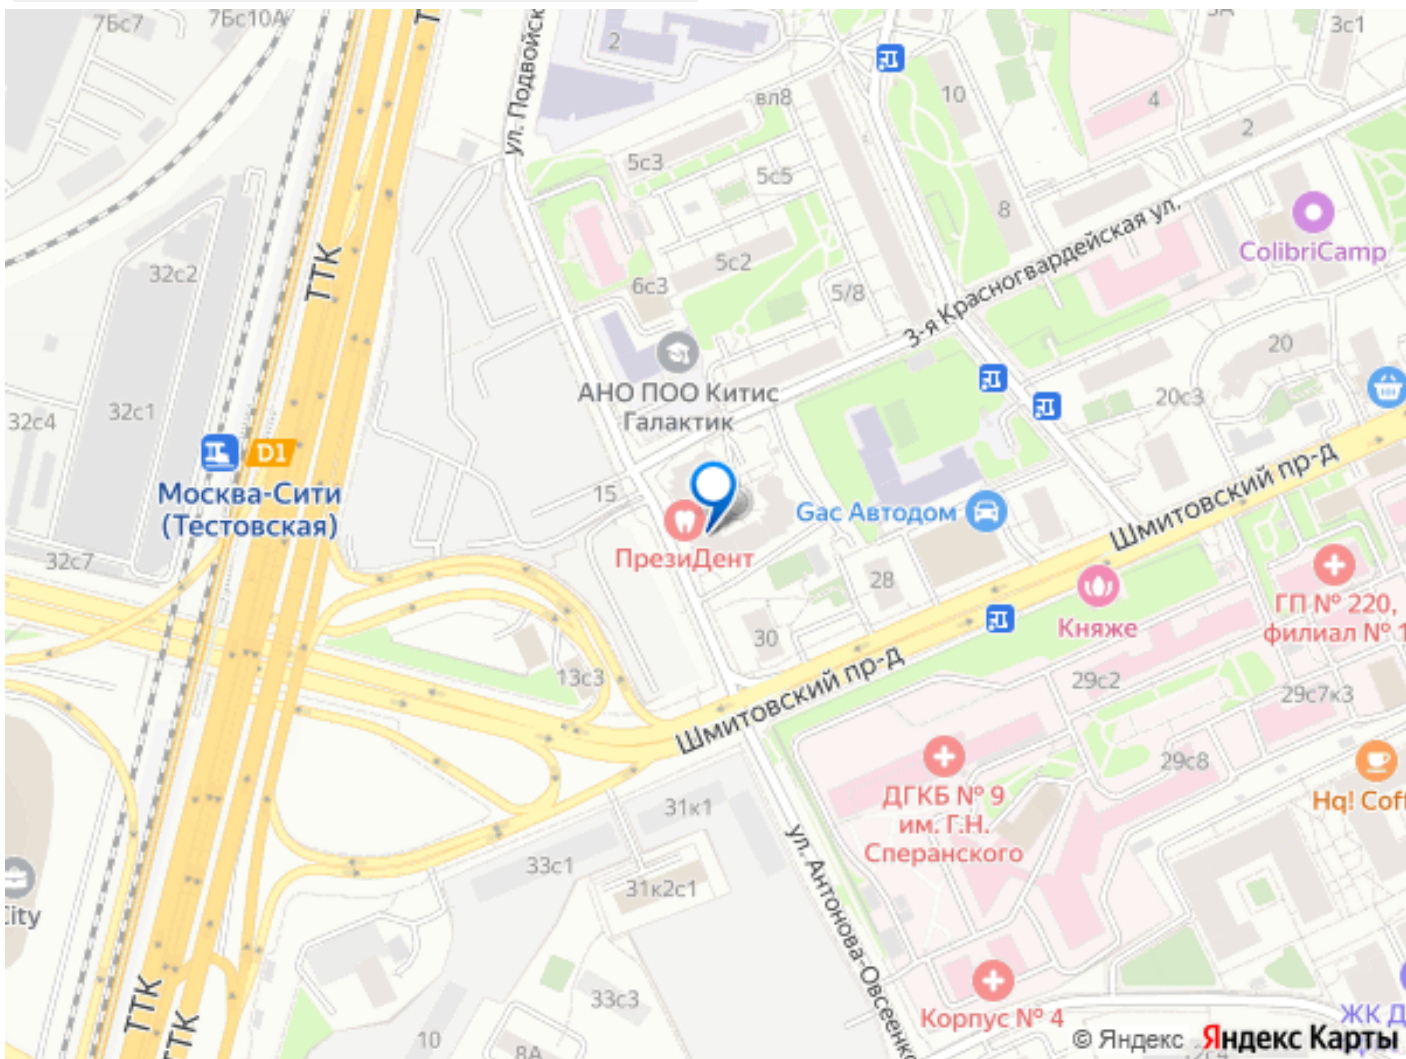 7Бс7
7Бс10А
ТТК
ул. Подвойск
2
3с1
вл8
10
4
2
5с3
5с5
8
3-я Красногвардейская ул.
ColibriCamp
32с2
ТТК
5с2
6с3
5/8
20
АНО ПОО Китис
Галактик
20с3
32с4
32с1
D1
Москва-Сити
(Тестовская)
15
Gac Автодом
Шмитовский пр-д
ПрезиДент
32с7
28
Княже
ГП № 220,
филиал № 1
30
13с3
Шмитовский пр-д
29с2
29с7к3
29с8
ДГКБ № 9
им. Г.Н.
Сперанского
Hq! Coff
31к1
33с1
31к2с1
ул. Антонова-Овсеенко
City
ТТК
ТТК
33с3
10
8А
Корпус № 4
ЖК Д
© Яндекс Яндекс Карты